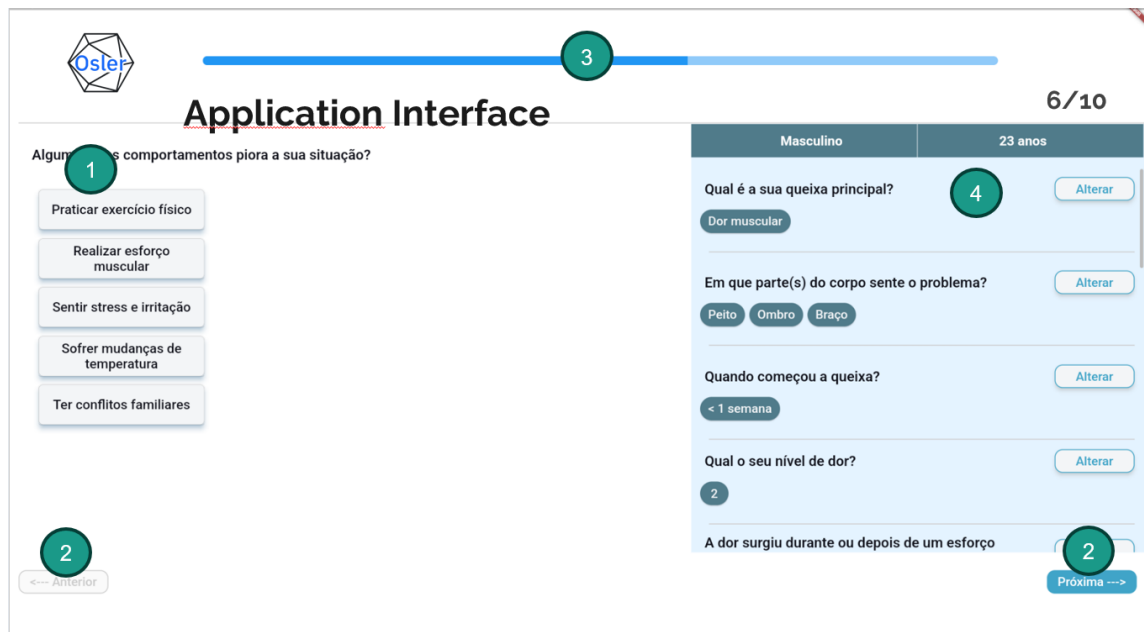 Osler
3
Application Interface
6/10
Masculino
23 anos
comportamentos piora a sua situação?
1
Praticar exercício físico
Realizar esforço
muscular
Sentir stress e irritação
Sofrer mudanças de
temperatura
Ter conflitos familiares
2
<--- Anterior
Qual é a sua queixa principal?
4
Alterar
Dor muscular
Em que parte(s) do corpo sente o problema?
Alterar
Peito Ombro Braço
Quando começou a queixa?
Alterar
< 1 semana
Qual o seu nível de dor?
Alterar
2
A dor surgiu durante ou depois de um esforço
2
Próxima --->